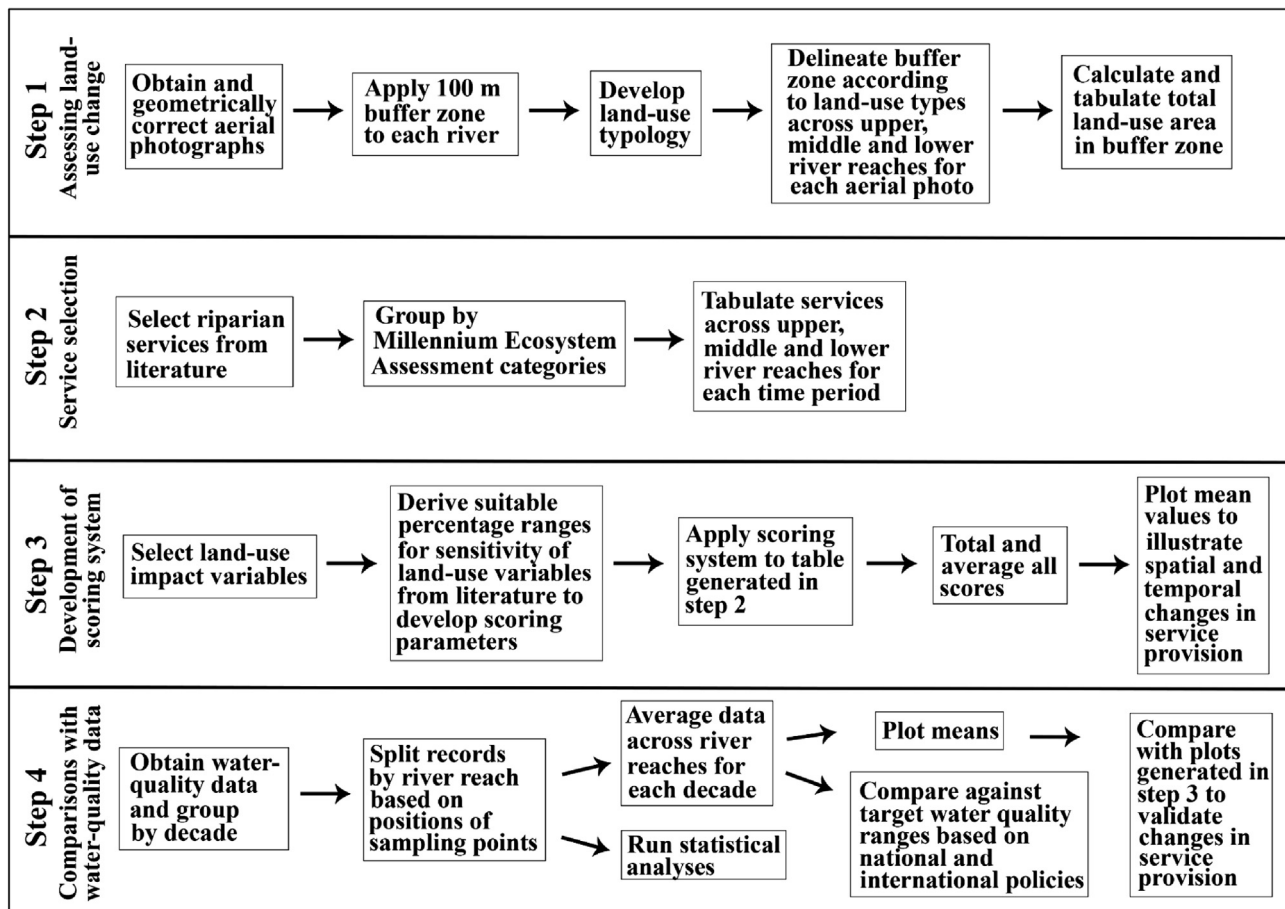 Step 1
Assessing land-
use change
Obtain and
geometrically
correct aerial
photographs
Apply 100 m
buffer zone
to each river
Develop
land-use
typology
Delineate buffer
zone according
to land-use types
across upper,
middle and lower
river reaches for
each aerial photo
Calculate and
tabulate total
land-use area
in buffer zone
Step 2
Service selection
Select riparian
services from
literature
Group by
Millennium Ecosystem
Assessment categories
Tabulate services
across upper,
middle and lower
river reaches for
each time period
Step 3
Development of
scoring system
Select land-use
impact variables
Derive suitable
percentage ranges
for sensitivity of
land-use variables
from literature to
develop scoring
parameters
Apply scoring
system to table
generated in
step 2
Total and
average all
scores
Plot mean
values to
illustrate
spatial and
temporal
changes in
service
provision
Step 4
Comparisons with
water-quality data
Obtain water-
quality data
and group
by decade
Split records
by river reach
based on
positions of
sampling points
Average data
across river
reaches for
each decade
Run statistical
analyses
Plot means
Compare against
target water quality
ranges based on
national and
international policies
Compare
with plots
generated in
step 3 to
validate
changes in
service
provision